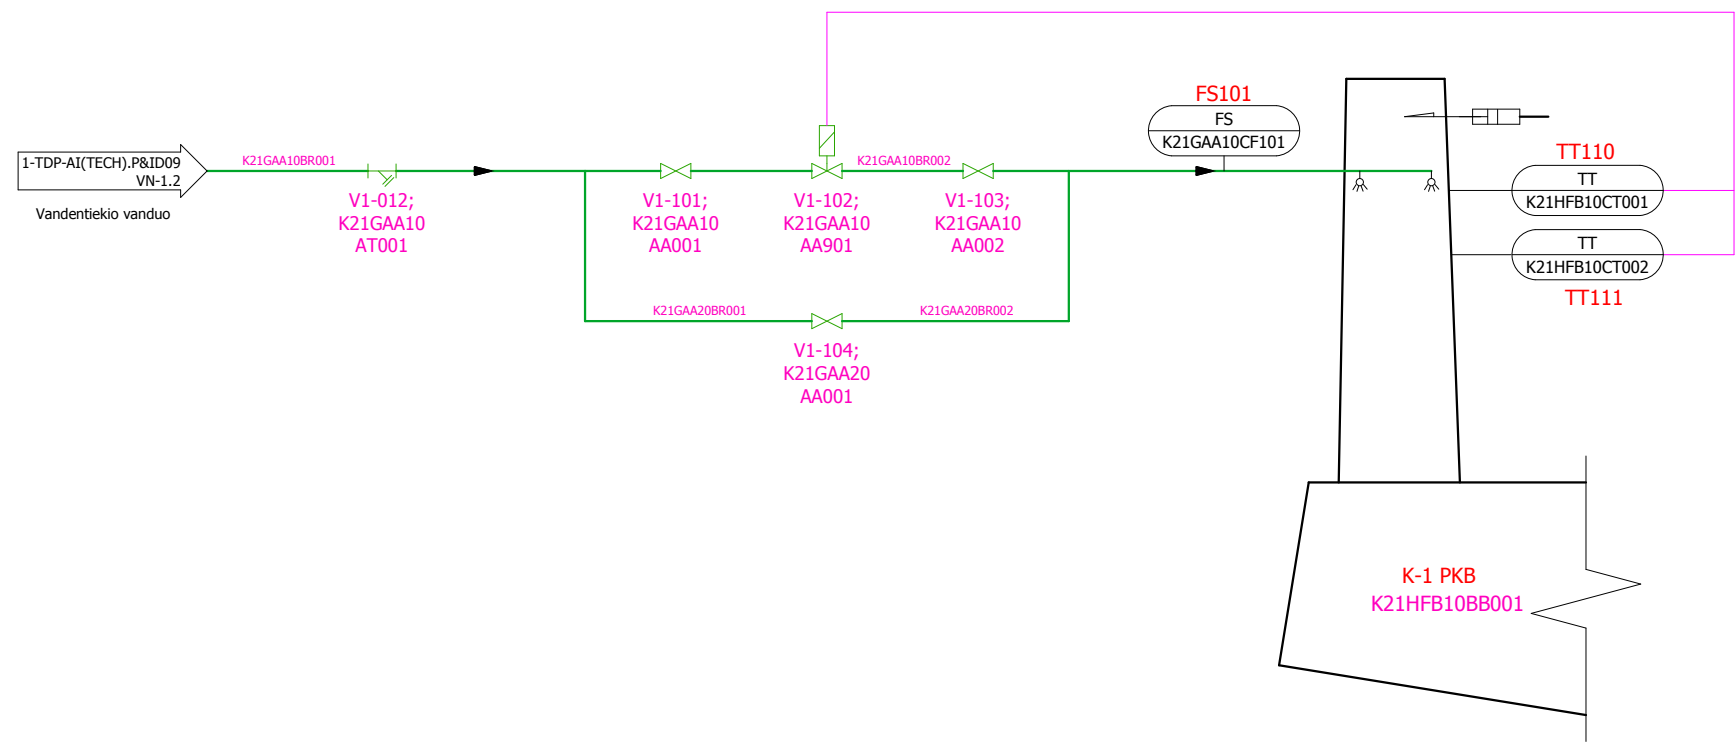 1-TDP-AI(TECH).P&ID09
VN-1.2
Vandentiekio vanduo
K21GAA10BR001
V1-012;
K21GAA10
AT001
V1-101;
K21GAA10
AA001
V1-102;
K21GAA10
AA901
K21GAA10BR002
V1-103;
K21GAA10
AA002
K21GAA20BR001
K21GAA20BR002
V1-104;
K21GAA20
AA001
FS101
FS
K21GAA10CF101
TT110
TT
K21HFB10CT001
TT
K21HFB10CT002
TT111
K-1 PKB
K21HFB10BB001